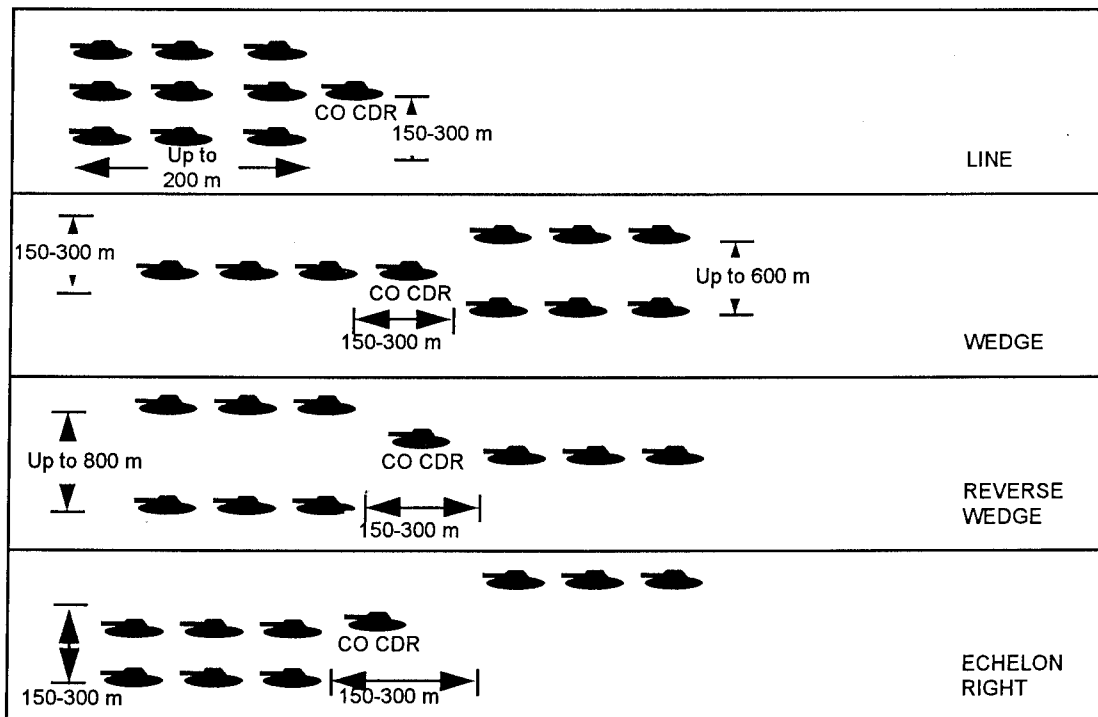 CO CDR
150-300 m
Up to
200 m
LINE
150-300 m
CO CDR
Up to 600 m
150-300 m
WEDGE
Up to 800 m
CO CDR
150-300 m
REVERSE
WEDGE
CO CDR
150-300 m
150-300 m
ECHELON
RIGHT